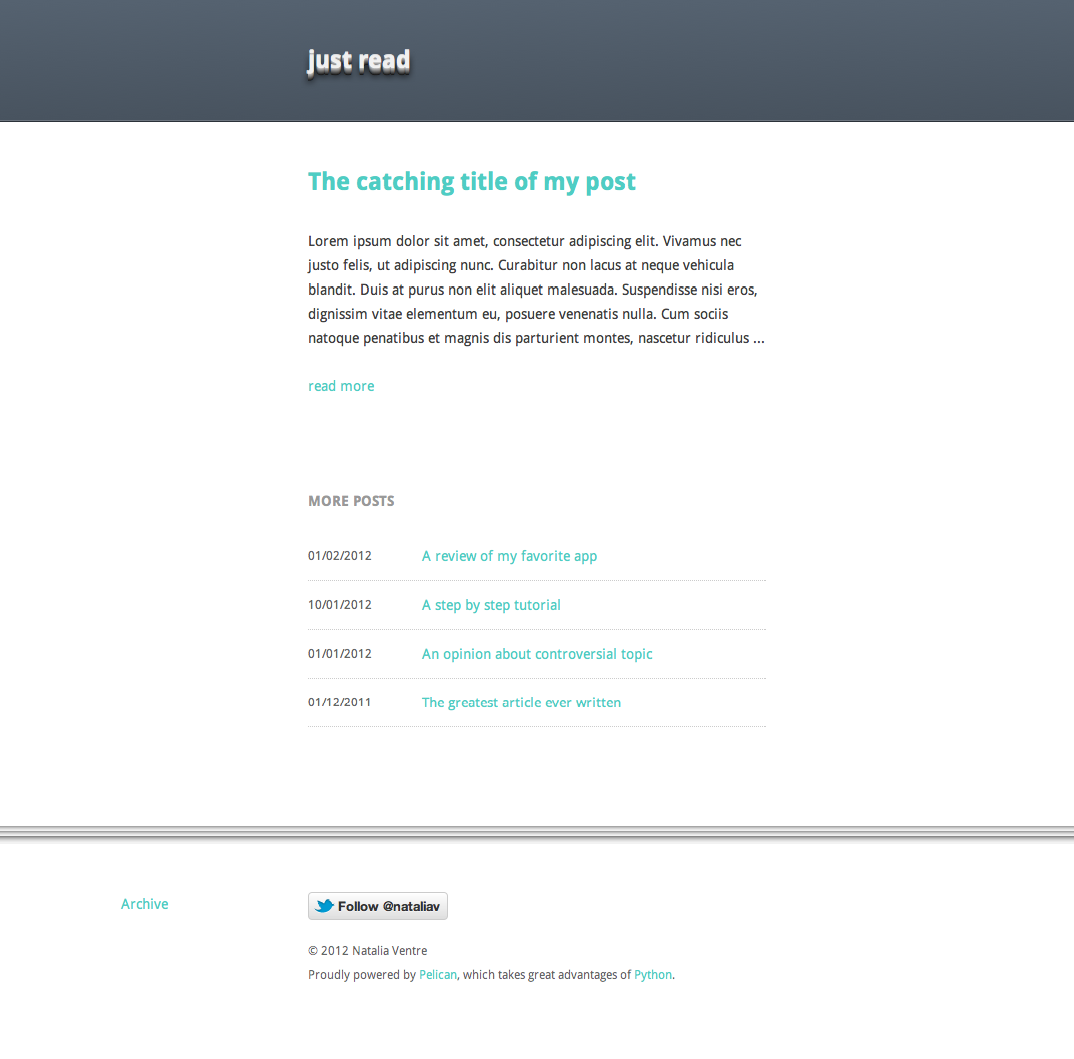 just read
The catching title of my post
Lorem ipsum dolor sit amet, consectetur adipiscing elit. Vivamus nec
justo felis, ut adipiscing nunc. Curabitur non lacus at neque vehicula
blandit. Duis at purus non elit aliquet malesuada. Suspendisse nisi eros,
dignissim vitae elementum eu, posuere venenatis nulla. Cum sociis
natoque penatibus et magnis dis parturient montes, nascetur ridiculus ...
read more
MORE POSTS
01/02/2012 A review of my favorite app
10/01/2012 A step by step tutorial
01/01/2012 An opinion about controversial topic
01/12/2011 The greatest article ever written
Archive
Follow @nataliav
© 2012 Natalia Ventre
Proudly powered by Pelican, which takes great advantages of Python.